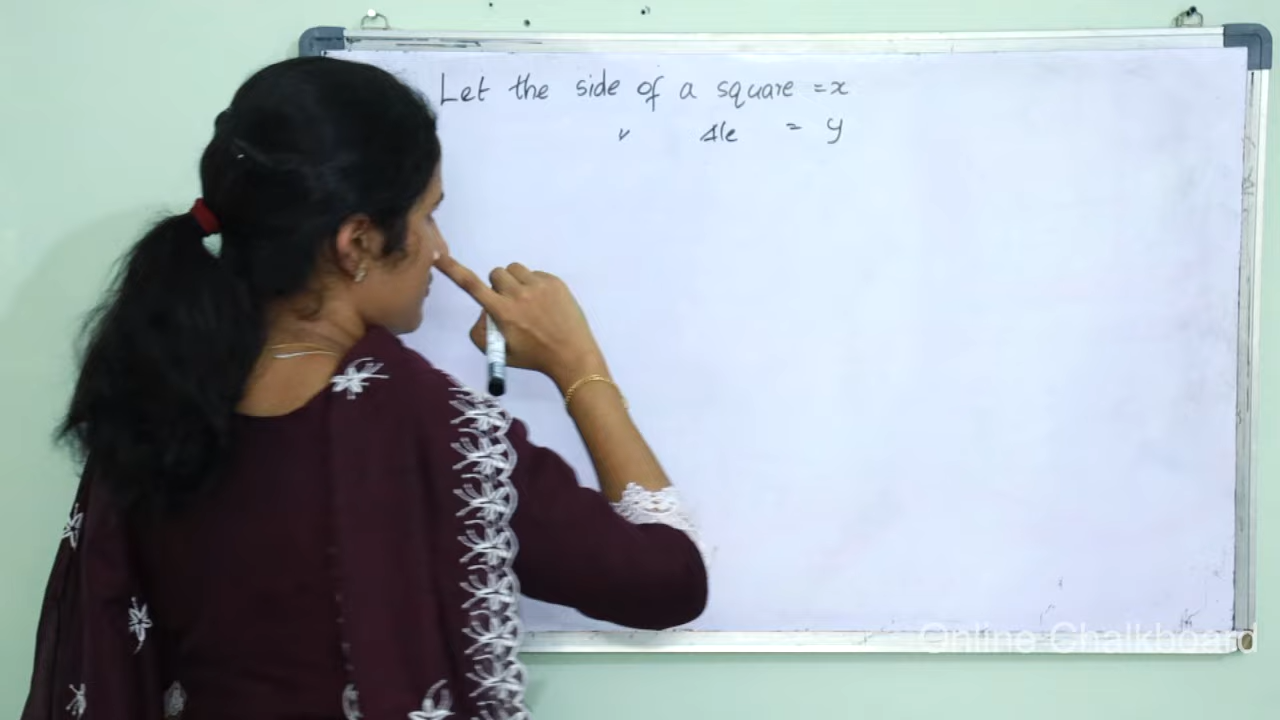 Let the side of a square = x
" Δle = y
Online Chalkboard